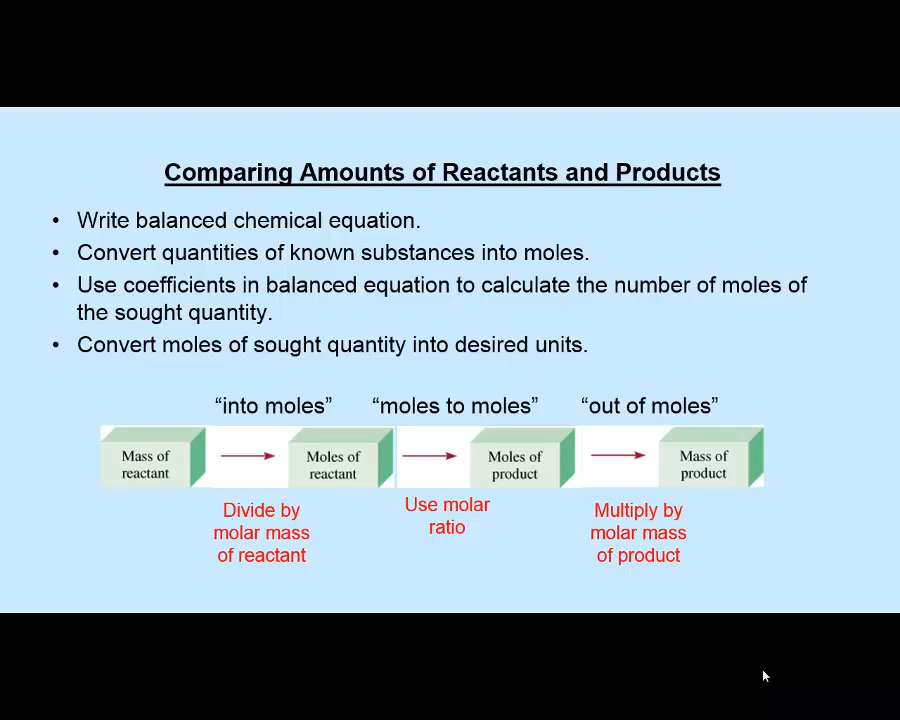 Comparing Amounts of Reactants and Products
• Write balanced chemical equation.
• Convert quantities of known substances into moles.
• Use coefficients in balanced equation to calculate the number of moles of
the sought quantity.
• Convert moles of sought quantity into desired units.
“into moles” “moles to moles” “out of moles”
Mass of
reactant
Moles of
reactant
Moles of
product
Mass of
product
Divide by
molar mass
of reactant
Use molar
ratio
Multiply by
molar mass
of product